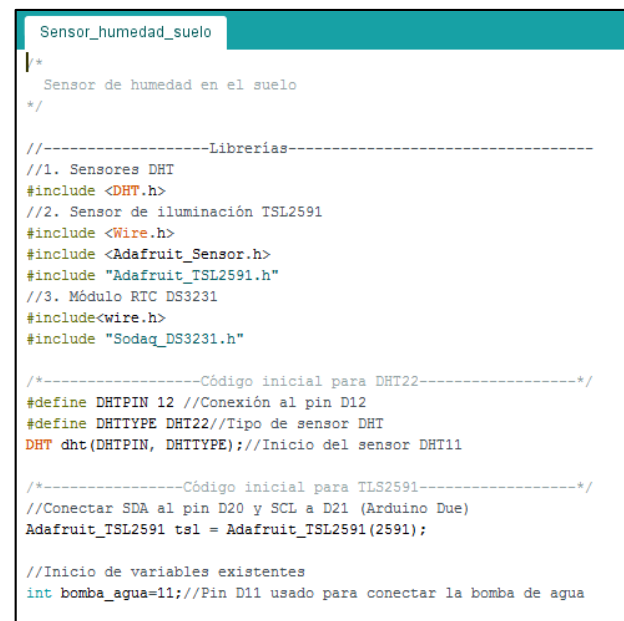 Sensor_humedad_suelo
/*
Sensor de humedad en el suelo
*/
//-------------------Librerías-----------------------------------
//1. Sensores DHT
#include <DHT.h>
//2. Sensor de iluminación TSL2591
#include <Wire.h>
#include <Adafruit_Sensor.h>
#include "Adafruit_TSL2591.h"
//3. Módulo RTC DS3231
#include<wire.h>
#include "Sodaq_DS3231.h"
/*------------------Código inicial para DHT22------------------*/
#define DHTPIN 12 //Conexión al pin D12
#define DHTTYPE DHT22//Tipo de sensor DHT
DHT dht(DHTPIN, DHTTYPE);//Inicio del sensor DHT11
/*----------------Código inicial para TLS2591------------------*/
//Conectar SDA al pin D20 y SCL a D21 (Arduino Due)
Adafruit_TSL2591 tsl = Adafruit_TSL2591(2591);
//Inicio de variables existentes
int bomba_agua=11;//Pin D11 usado para conectar la bomba de agua